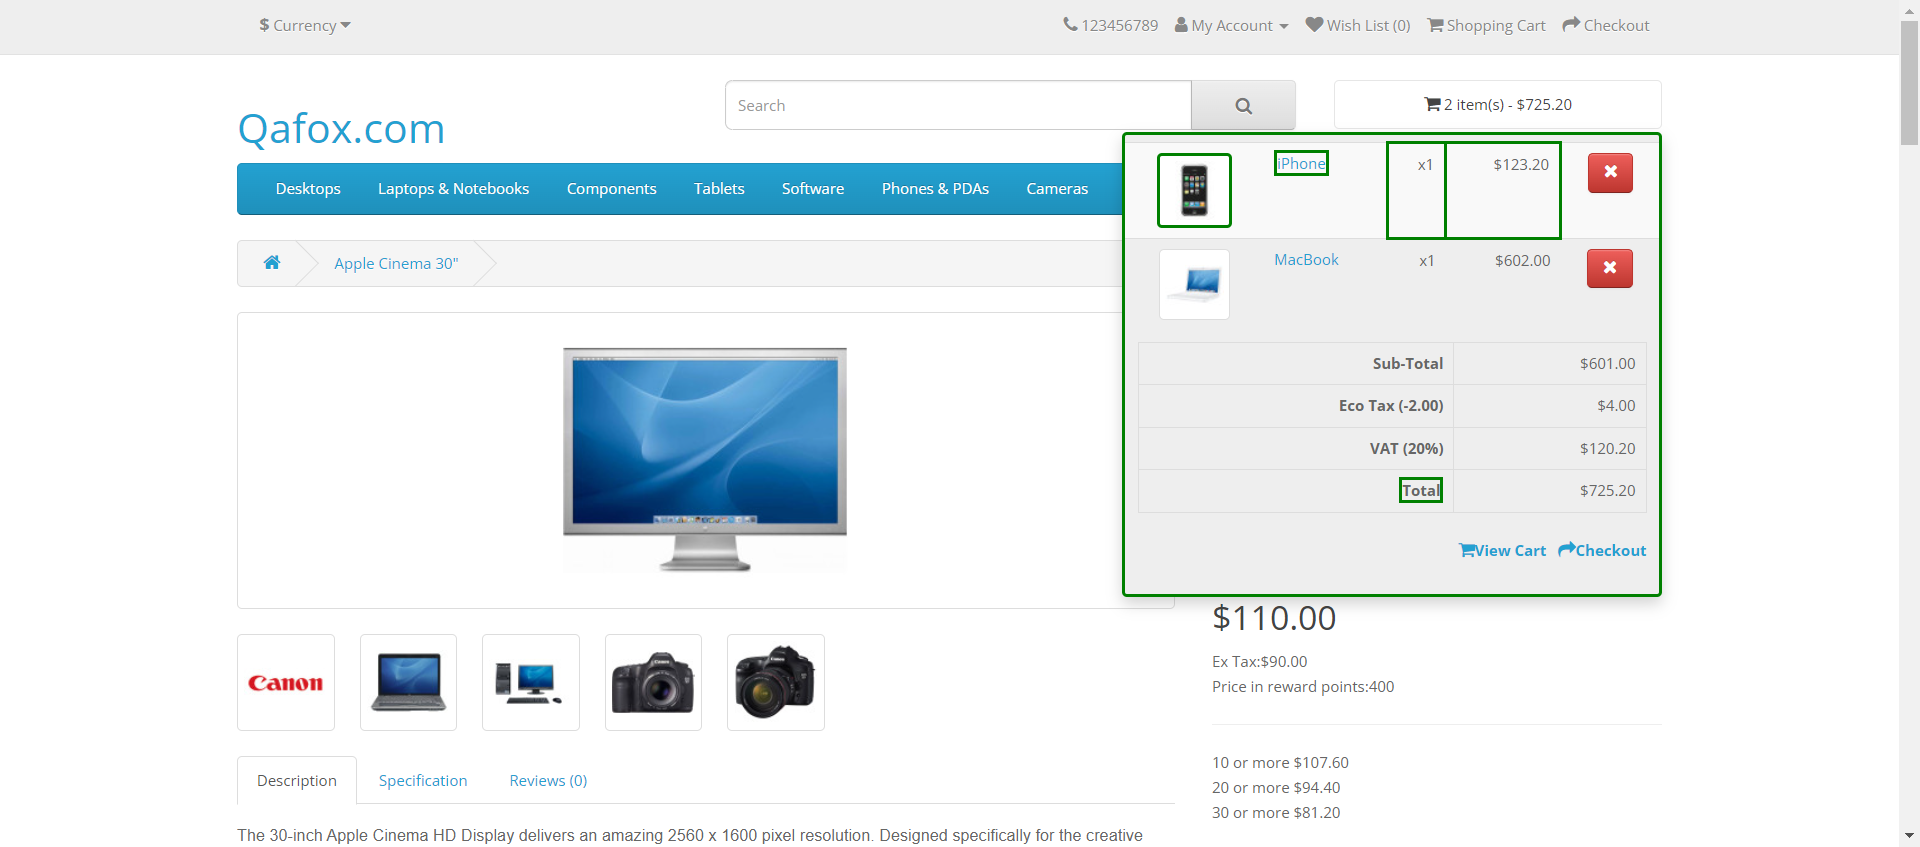 $ Currency
123456789 My Account Wish List (0) Shopping Cart Checkout
Qafox.com
Search
2 item(s) - $725.20
Desktops Laptops & Notebooks Components Tablets Software Phones & PDAs Cameras
iPhone x1 $123.20
MacBook x1 $602.00
Sub-Total $601.00
Eco Tax (-2.00) $4.00
VAT (20%) $120.20
Total $725.20
View Cart Checkout
Apple Cinema 30"
$110.00
Ex Tax:$90.00
Price in reward points:400
10 or more $107.60
20 or more $94.40
30 or more $81.20
Canon
Description Specification Reviews (0)
The 30-inch Apple Cinema HD Display delivers an amazing 2560 x 1600 pixel resolution. Designed specifically for the creative